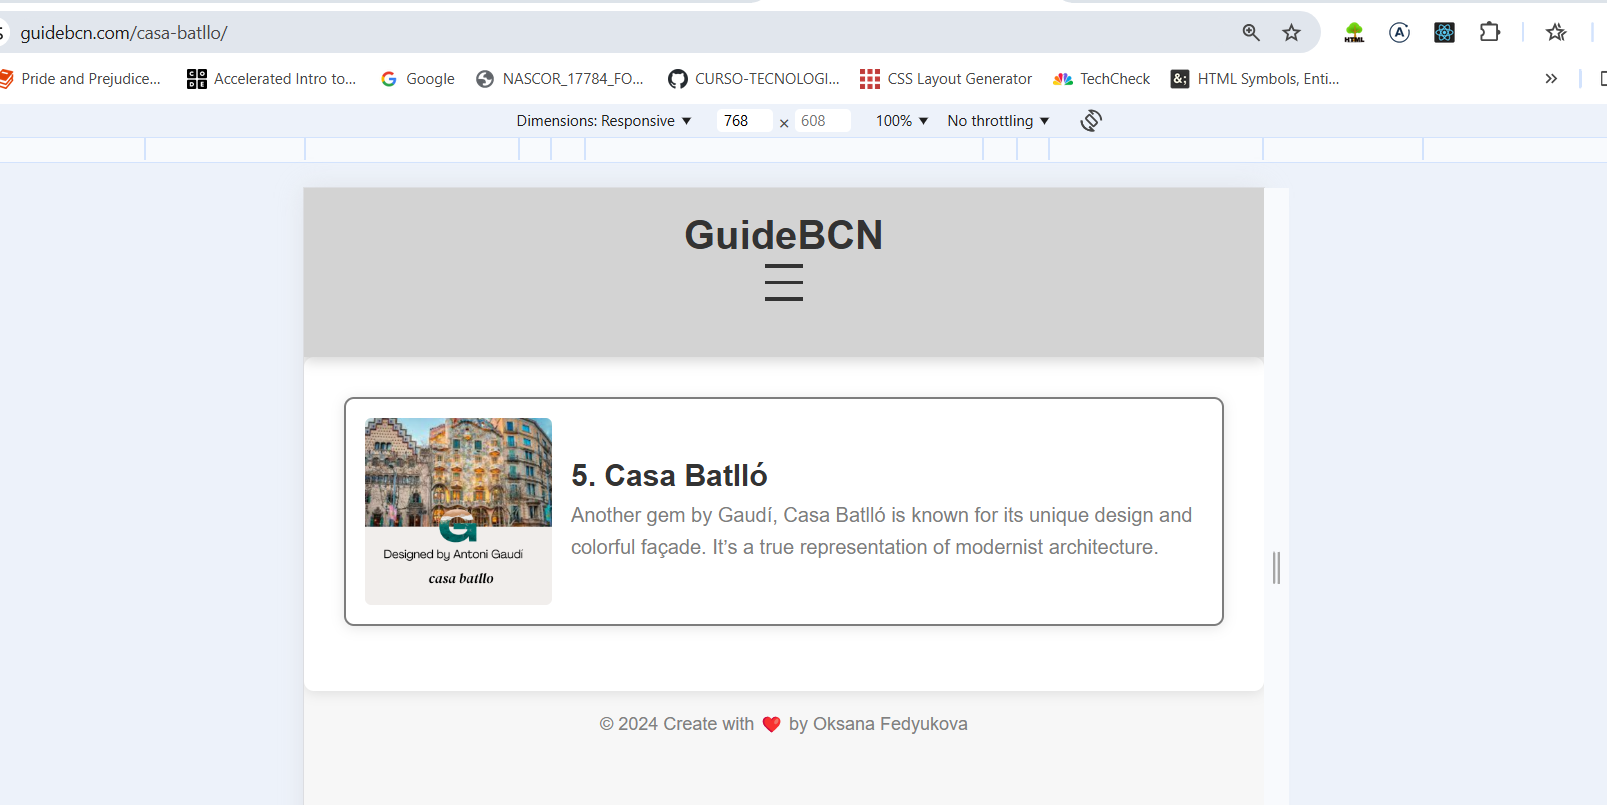 guidebcn.com/casa-batllo/
Pride and Prejudice... Accelerated Intro to... Google NASCOR_17784_FO... CURSO-TECNOLOGI... CSS Layout Generator TechCheck HTML Symbols, Enti...
Dimensions: Responsive 768 × 608 100% No throttling
GuideBCN
5. Casa Batlló
Another gem by Gaudí, Casa Batlló is known for its unique design and
colorful façade. It’s a true representation of modernist architecture.
G
Designed by Antoni Gaudí
casa batllo
© 2024 Create with ❤️ by Oksana Fedyukova